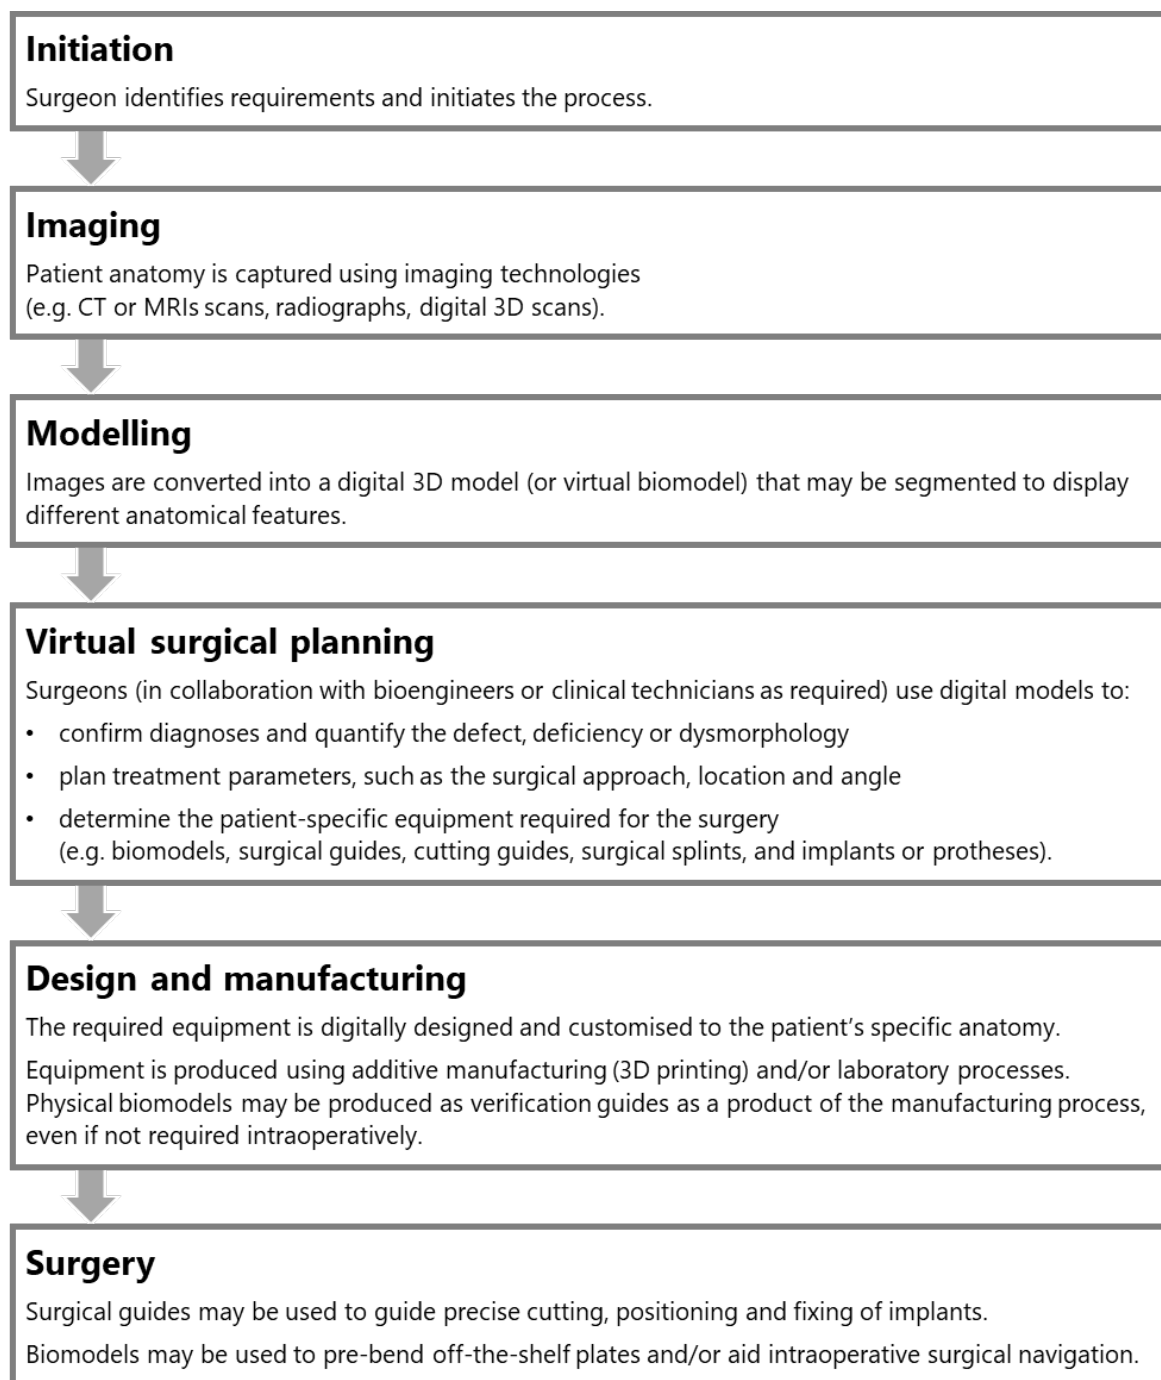 Initiation
Surgeon identifies requirements and initiates the process.
Imaging
Patient anatomy is captured using imaging technologies
(e.g. CT or MRIs scans, radiographs, digital 3D scans).
Modelling
Images are converted into a digital 3D model (or virtual biomodel) that may be segmented to display
different anatomical features.
Virtual surgical planning
Surgeons (in collaboration with bioengineers or clinical technicians as required) use digital models to:
• confirm diagnoses and quantify the defect, deficiency or dysmorphology
• plan treatment parameters, such as the surgical approach, location and angle
• determine the patient-specific equipment required for the surgery
(e.g. biomodels, surgical guides, cutting guides, surgical splints, and implants or protheses).
Design and manufacturing
The required equipment is digitally designed and customised to the patient’s specific anatomy.
Equipment is produced using additive manufacturing (3D printing) and/or laboratory processes.
Physical biomodels may be produced as verification guides as a product of the manufacturing process,
even if not required intraoperatively.
Surgery
Surgical guides may be used to guide precise cutting, positioning and fixing of implants.
Biomodels may be used to pre-bend off-the-shelf plates and/or aid intraoperative surgical navigation.